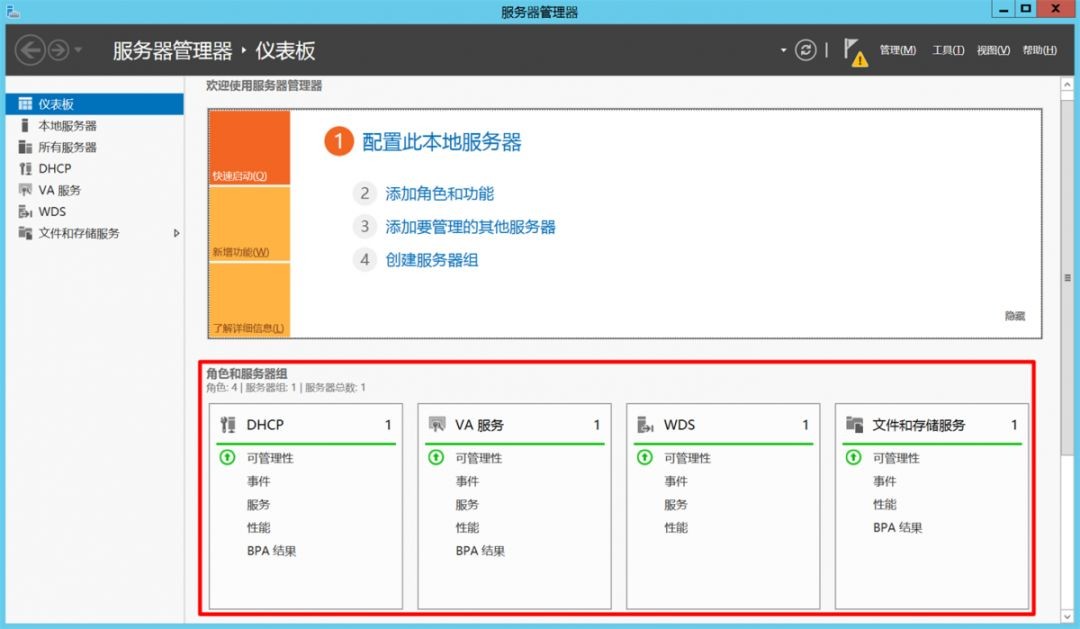 服务器管理器
服务器管理器 ‣ 仪表板
管理(M) 工具(T) 视图(V) 帮助(H)
仪表板
本地服务器
所有服务器
DHCP
VA 服务
WDS
文件和存储服务
欢迎使用服务器管理器
快速启动(Q)
新增功能(W)
了解详细信息(L)
1 配置此本地服务器
2 添加角色和功能
3 添加要管理的其他服务器
4 创建服务器组
隐藏
角色和服务器组
角色: 4 | 服务器组: 1 | 服务器总数: 1
DHCP 1
可管理性
事件
服务
性能
BPA 结果
VA 服务 1
可管理性
事件
服务
性能
BPA 结果
WDS 1
可管理性
事件
服务
性能
文件和存储服务 1
可管理性
事件
性能
BPA 结果